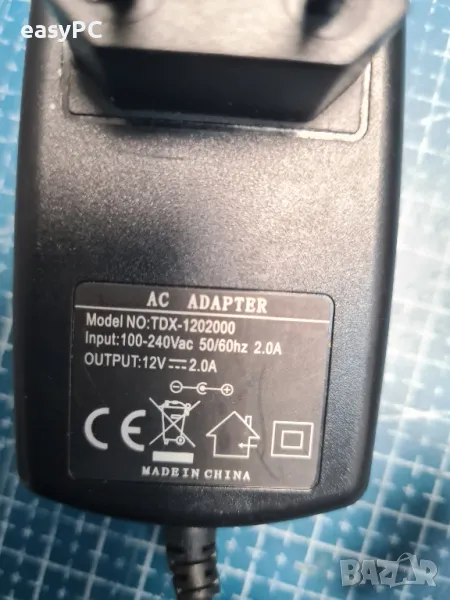 easyPC
AC ADAPTER
Model NO:TDX-1202000
Input:100-240Vac 50/60hz 2.0A
OUTPUT:12V⎓2.0A
CE
MADE IN CHINA
BAZAR